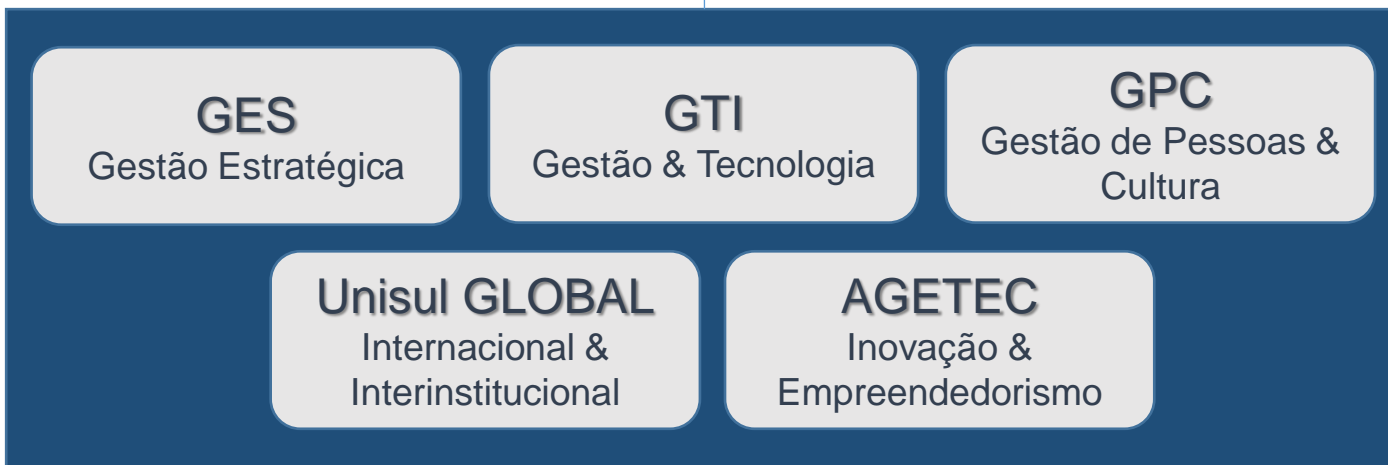 GES
Gestão Estratégica
GTI
Gestão & Tecnologia
GPC
Gestão de Pessoas &
Cultura
Unisul GLOBAL
Internacional &
Interinstitucional
AGETEC
Inovação &
Empreendedorismo